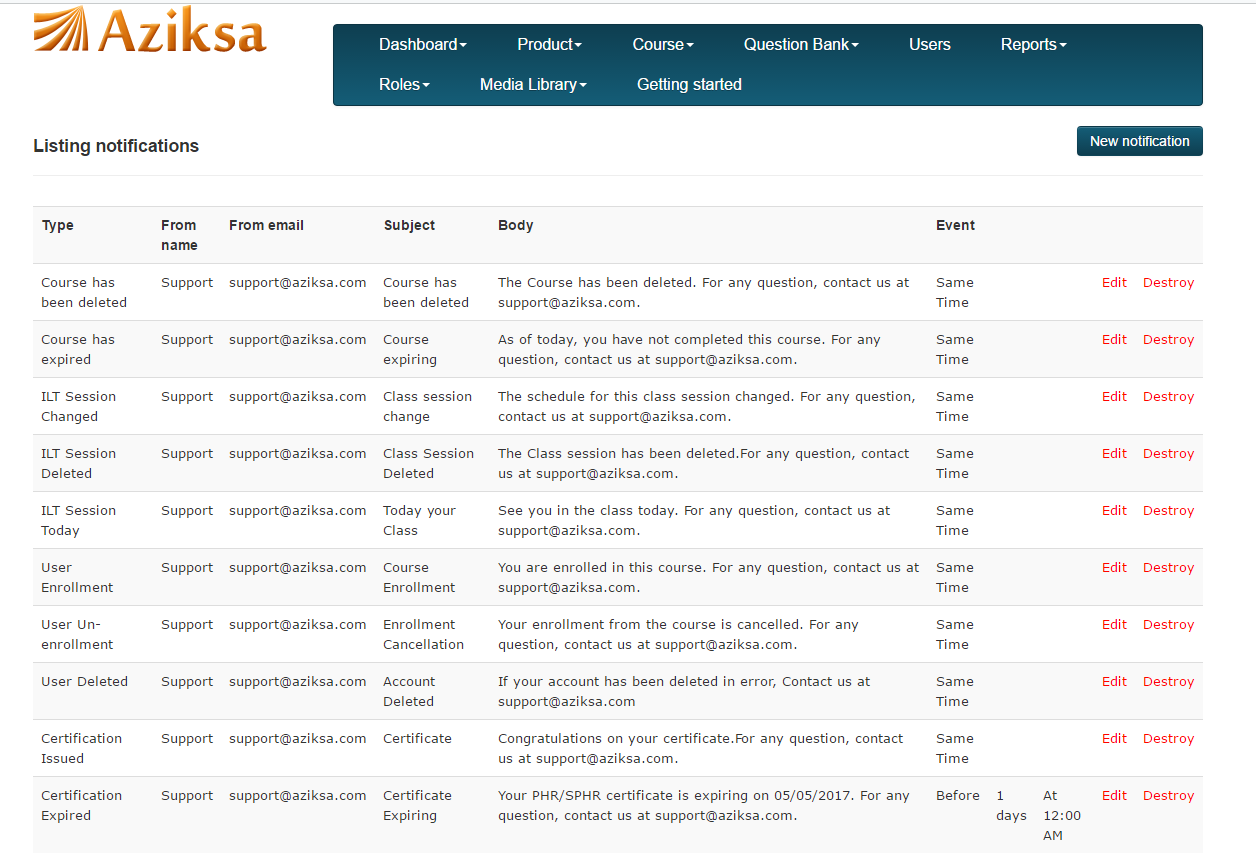 Aziksa
Dashboard Product Course Question Bank Users Reports
Roles Media Library Getting started
Listing notifications New notification
Type From name From email Subject Body Event
Course has been deleted Support support@aziksa.com Course has been deleted The Course has been deleted. For any question, contact us at support@aziksa.com. Same Time Edit Destroy
Course has expired Support support@aziksa.com Course expiring As of today, you have not completed this course. For any question, contact us at support@aziksa.com. Same Time Edit Destroy
ILT Session Changed Support support@aziksa.com Class session change The schedule for this class session changed. For any question, contact us at support@aziksa.com. Same Time Edit Destroy
ILT Session Deleted Support support@aziksa.com Class Session Deleted The Class session has been deleted.For any question, contact us at support@aziksa.com. Same Time Edit Destroy
ILT Session Today Support support@aziksa.com Today your Class See you in the class today. For any question, contact us at support@aziksa.com. Same Time Edit Destroy
User Enrollment Support support@aziksa.com Course Enrollment You are enrolled in this course. For any question, contact us at support@aziksa.com. Same Time Edit Destroy
User Un-enrollment Support support@aziksa.com Enrollment Cancellation Your enrollment from the course is cancelled. For any question, contact us at support@aziksa.com. Same Time Edit Destroy
User Deleted Support support@aziksa.com Account Deleted If your account has been deleted in error, Contact us at support@aziksa.com Same Time Edit Destroy
Certification Issued Support support@aziksa.com Certificate Congratulations on your certificate.For any question, contact us at support@aziksa.com. Same Time Edit Destroy
Certification Expired Support support@aziksa.com Certificate Expiring Your PHR/SPHR certificate is expiring on 05/05/2017. For any question, contact us at support@aziksa.com. Before 1 days At 12:00 AM Edit Destroy